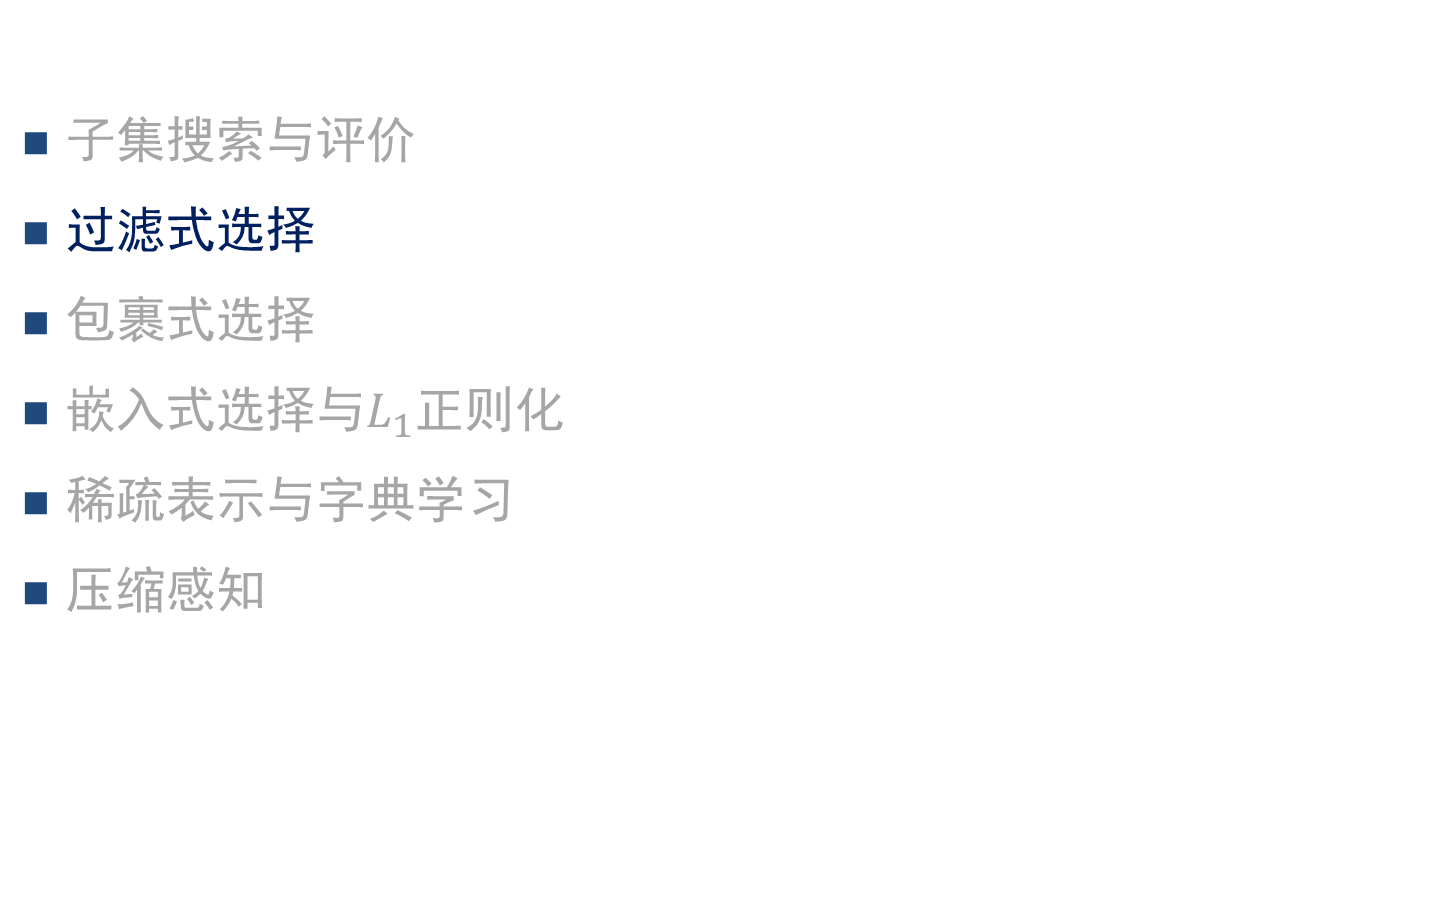 ■ 子集搜索与评价
■ 过滤式选择
■ 包裹式选择
■ 嵌入式选择与L₁正则化
■ 稀疏表示与字典学习
■ 压缩感知